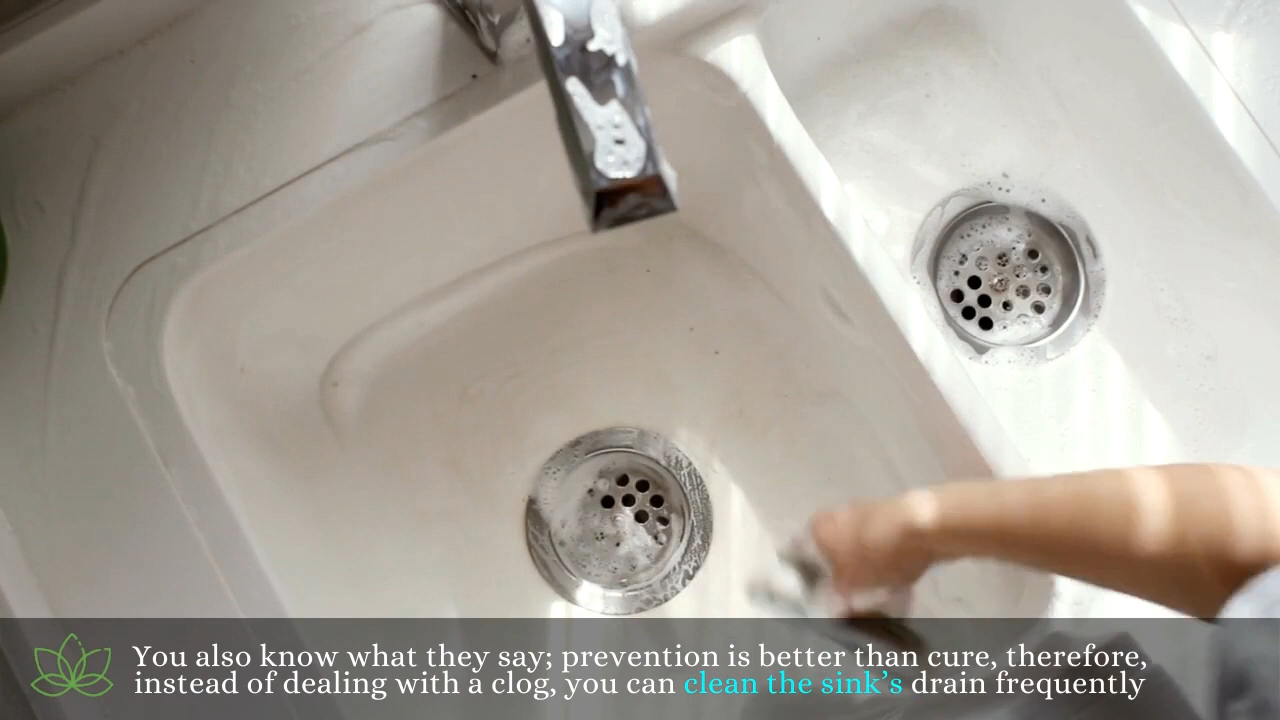 You also know what they say; prevention is better than cure, therefore,
instead of dealing with a clog, you can clean the sink’s drain frequently